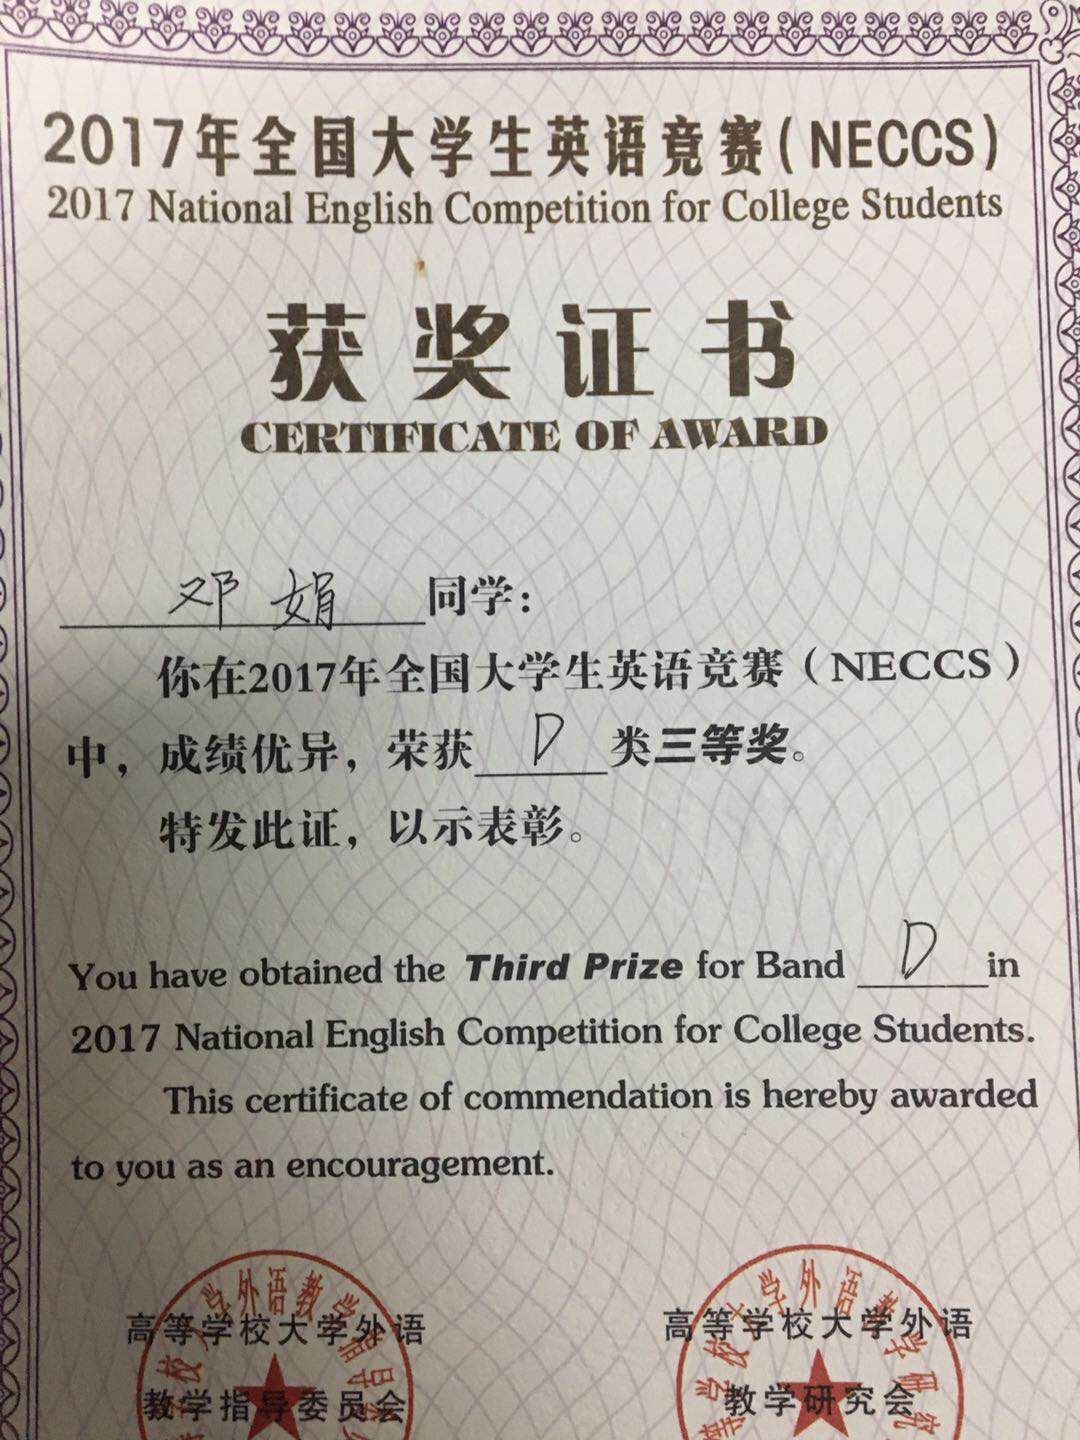 2017年全国大学生英语竞赛(NECCS)
2017 National English Competition for College Students
获奖证书
CERTIFICATE OF AWARD
邓娟同学:
你在2017年全国大学生英语竞赛（NECCS）
中，成绩优异，荣获 D 类三等奖。
特发此证，以示表彰。
You have obtained the Third Prize for Band D in
2017 National English Competition for College Students.
This certificate of commendation is hereby awarded
to you as an encouragement.
高等学校大学外语
教学指导委员会
高等学校大学外语
教学研究会